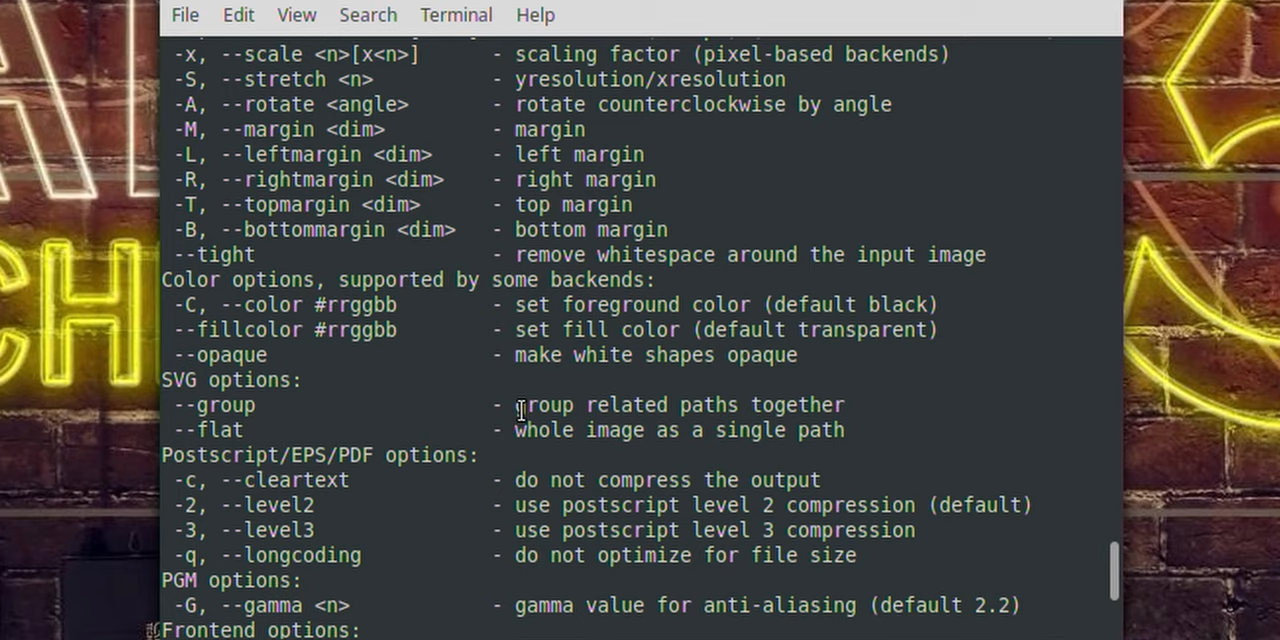 File Edit View Search Terminal Help
-x, --scale <n>[x<n>] - scaling factor (pixel-based backends)
-S, --stretch <n> - yresolution/xresolution
-A, --rotate <angle> - rotate counterclockwise by angle
-M, --margin <dim> - margin
-L, --leftmargin <dim> - left margin
-R, --rightmargin <dim> - right margin
-T, --topmargin <dim> - top margin
-B, --bottommargin <dim> - bottom margin
--tight - remove whitespace around the input image
Color options, supported by some backends:
-C, --color #rrggbb - set foreground color (default black)
--fillcolor #rrggbb - set fill color (default transparent)
--opaque - make white shapes opaque
SVG options:
--group - group related paths together
--flat - whole image as a single path
Postscript/EPS/PDF options:
-c, --cleartext - do not compress the output
-2, --level2 - use postscript level 2 compression (default)
-3, --level3 - use postscript level 3 compression
-q, --longcoding - do not optimize for file size
PGM options:
-G, --gamma <n> - gamma value for anti-aliasing (default 2.2)
Frontend options: